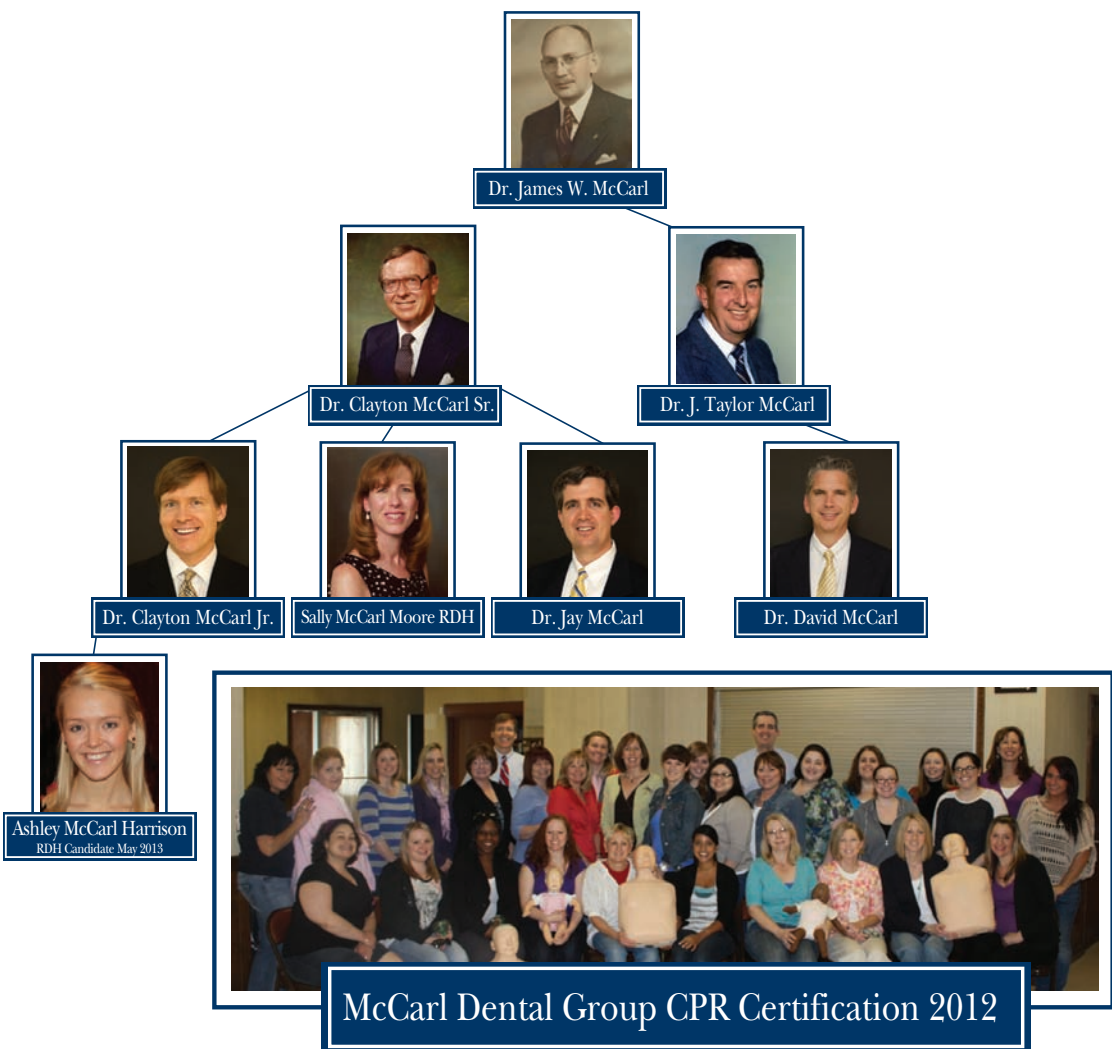 Dr. James W. McCarl
Dr. Clayton McCarl Sr.
Dr. J. Taylor McCarl
Dr. Clayton McCarl Jr.
Sally McCarl Moore RDH
Dr. Jay McCarl
Dr. David McCarl
Ashley McCarl Harrison
RDH Candidate May 2013
McCarl Dental Group CPR Certification 2012